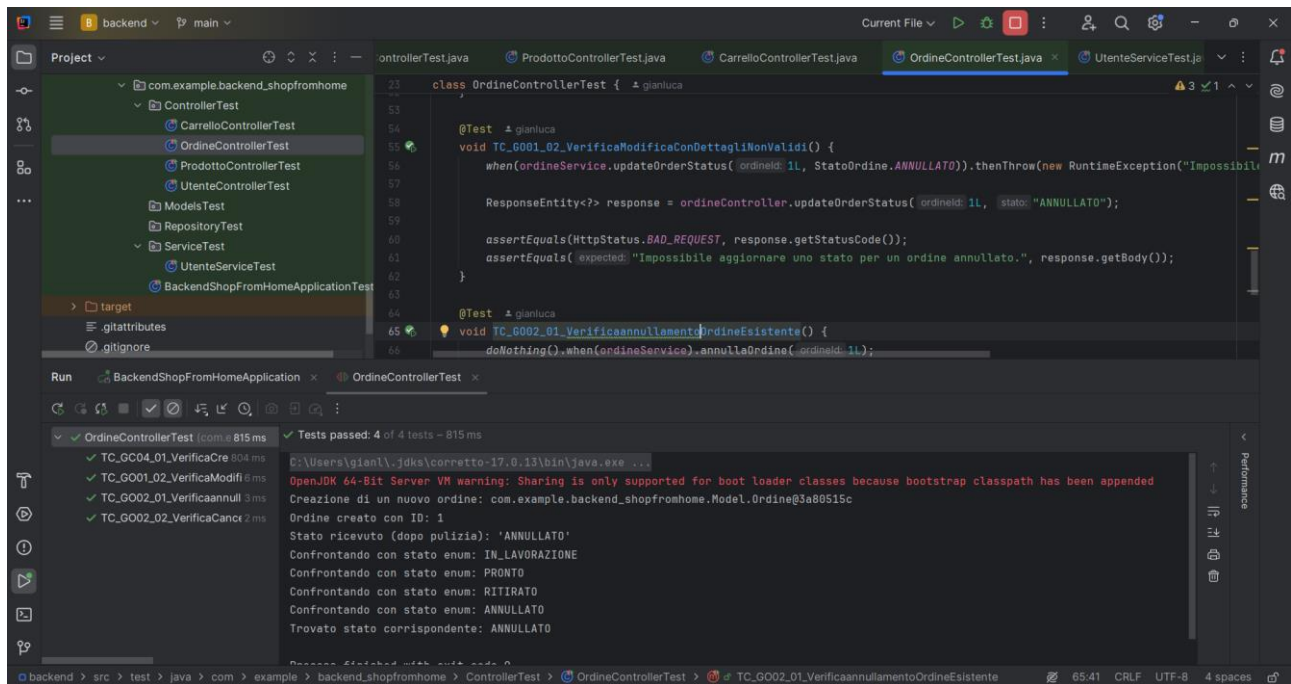 backend
main
Current File
Project
ControllerTest.java
ProdottoControllerTest.java
CarrelloControllerTest.java
OrdineControllerTest.java
UtenteServiceTest.ja
com.example.backend_shopfromhome
ControllerTest
CarrelloControllerTest
OrdineControllerTest
ProdottoControllerTest
UtenteControllerTest
ModelsTest
RepositoryTest
ServiceTest
UtenteServiceTest
BackendShopFromHomeApplicationTest
target
.gitattributes
.gitignore
23 class OrdineControllerTest { gianluca
3 1
53
54 @Test gianluca
55 void TC_GO01_02_VerificaModificaConDettagliNonValidi() {
56 when(ordineService.updateOrderStatus( ordineId: 1L, StatoOrdine.ANNULLATO)).thenThrow(new RuntimeException("Impossibile
57
58 ResponseEntity<?> response = ordineController.updateOrderStatus( ordineId: 1L, stato: "ANNULLATO");
59
60 assertEquals(HttpStatus.BAD_REQUEST, response.getStatusCode());
61 assertEquals( expected: "Impossibile aggiornare uno stato per un ordine annullato.", response.getBody());
62 }
63
64 @Test gianluca
65 void TC_GO02_01_VerificaannullamentoOrdineEsistente() {
66 doNothing().when(ordineService).annullaOrdine( ordineId: 1L);
Run BackendShopFromHomeApplication OrdineControllerTest
OrdineControllerTest (com.e 815 ms
TC_GC04_01_VerificaCre 804 ms
TC_GO01_02_VerificaModifi 6 ms
TC_GO02_01_Verificaannull 3 ms
TC_GO02_02_VerificaCance 2 ms
Tests passed: 4 of 4 tests – 815 ms
C:\Users\gianl\.jdks\corretto-17.0.13\bin\java.exe ...
OpenJDK 64-Bit Server VM warning: Sharing is only supported for boot loader classes because bootstrap classpath has been appended
Creazione di un nuovo ordine: com.example.backend_shopfromhome.Model.Ordine@3a80515c
Ordine creato con ID: 1
Stato ricevuto (dopo pulizia): 'ANNULLATO'
Confrontando con stato enum: IN_LAVORAZIONE
Confrontando con stato enum: PRONTO
Confrontando con stato enum: RITIRATO
Confrontando con stato enum: ANNULLATO
Trovato stato corrispondente: ANNULLATO
Process finished with exit code 0
Performance
backend > src > test > java > com > example > backend_shopfromhome > ControllerTest > OrdineControllerTest > TC_GO02_01_VerificaannullamentoOrdineEsistente
65:41 CRLF UTF-8 4 spaces